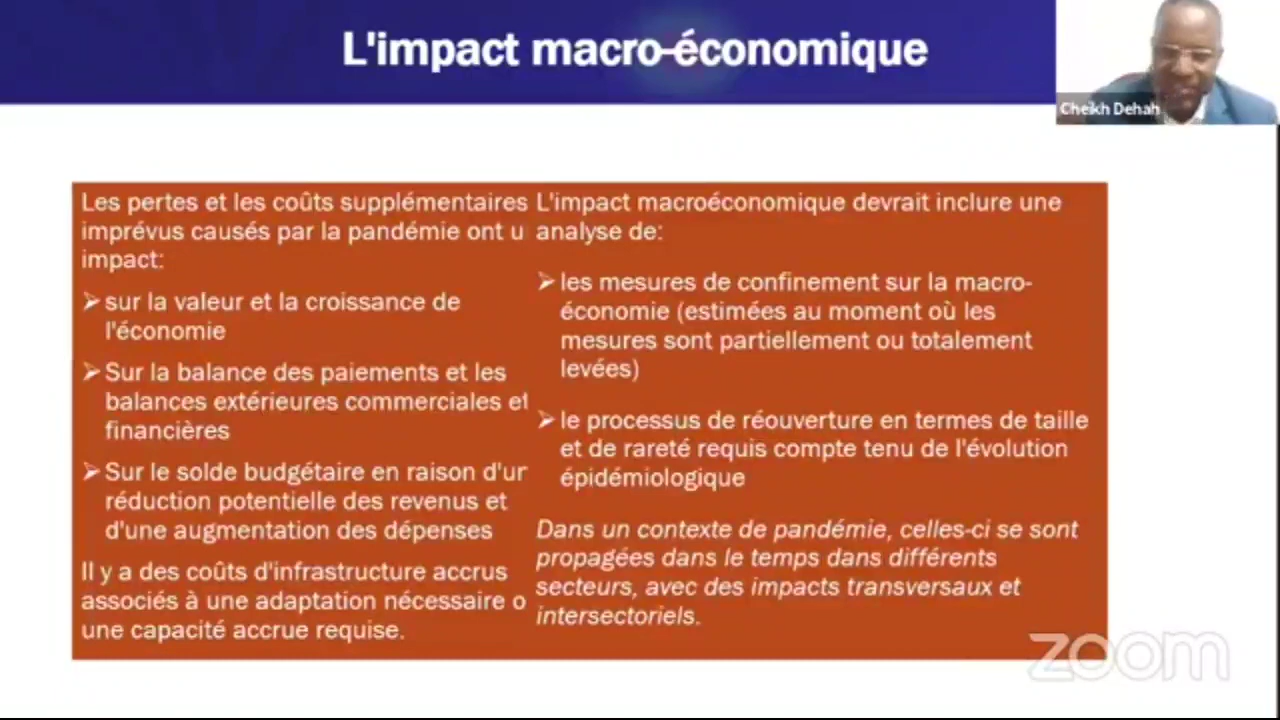 L'impact macro-économique
Cheikh Dehah
Les pertes et les coûts supplémentaires
imprévus causés par la pandémie ont u
impact:
➢ sur la valeur et la croissance de
l'économie
➢ Sur la balance des paiements et les
balances extérieures commerciales et
financières
➢ Sur le solde budgétaire en raison d'un
réduction potentielle des revenus et
d'une augmentation des dépenses
Il y a des coûts d'infrastructure accrus
associés à une adaptation nécessaire o
une capacité accrue requise.
L'impact macroéconomique devrait inclure une
analyse de:
➢ les mesures de confinement sur la macro-
économie (estimées au moment où les
mesures sont partiellement ou totalement
levées)
➢ le processus de réouverture en termes de taille
et de rareté requis compte tenu de l'évolution
épidémiologique
Dans un contexte de pandémie, celles-ci se sont
propagées dans le temps dans différents
secteurs, avec des impacts transversaux et
intersectoriels.
zoom